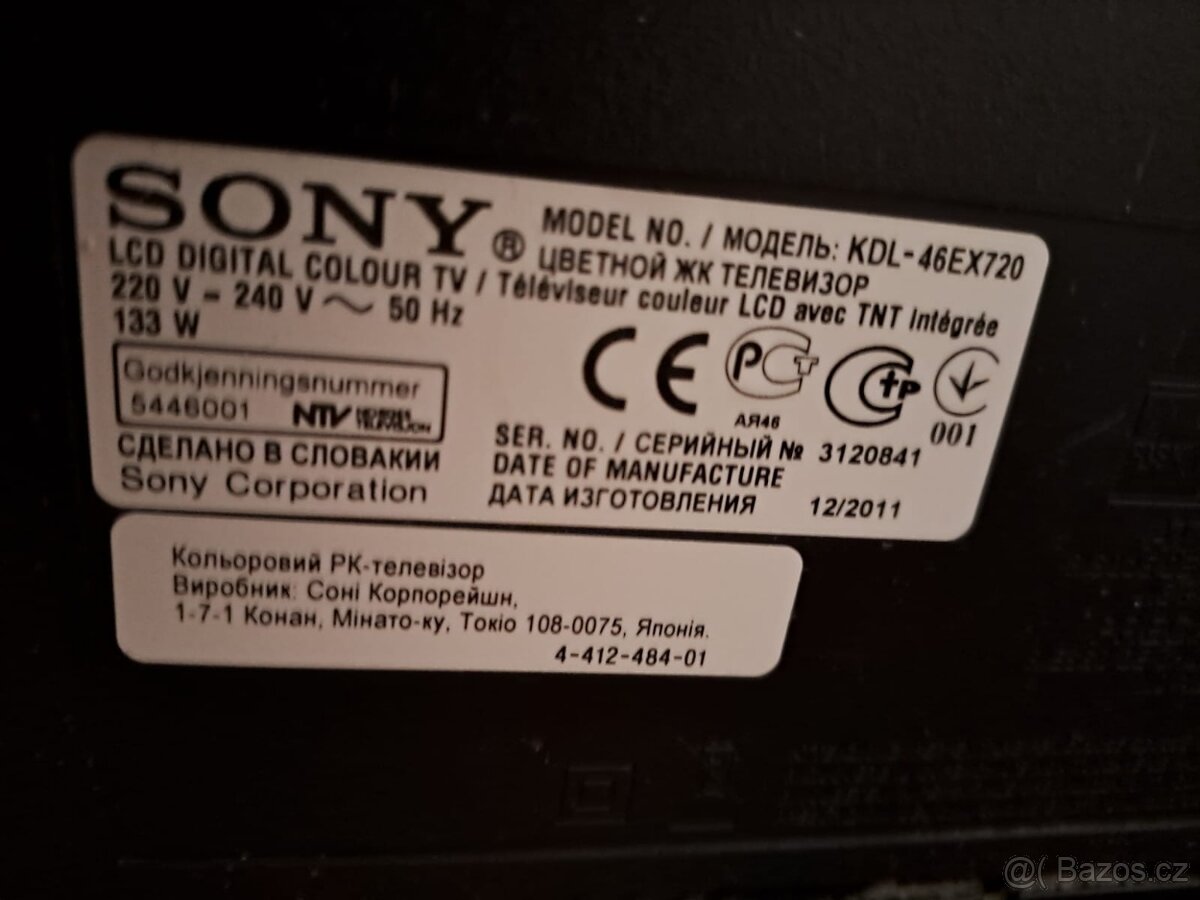 SONY®
MODEL NO. / МОДЕЛЬ: KDL-46EX720
ЦВЕТНОЙ ЖК ТЕЛЕВИЗОР
LCD DIGITAL COLOUR TV / Téléviseur couleur LCD avec TNT intégrée
220 V - 240 V ~ 50 Hz
133 W
Godkjenningsnummer
5446001 NTV
СДЕЛАНО В СЛОВАКИИ
Sony Corporation
CE
РСТ
АЯ46
001
SER. NO. / СЕРИЙНЫЙ № 3120841
DATE OF MANUFACTURE
ДАТА ИЗГОТОВЛЕНИЯ 12/2011
Кольоровий РК-телевізор
Виробник: Соні Корпорейшн,
1-7-1 Конан, Мінато-ку, Токіо 108-0075, Японія.
4-412-484-01
@( Bazos.cz